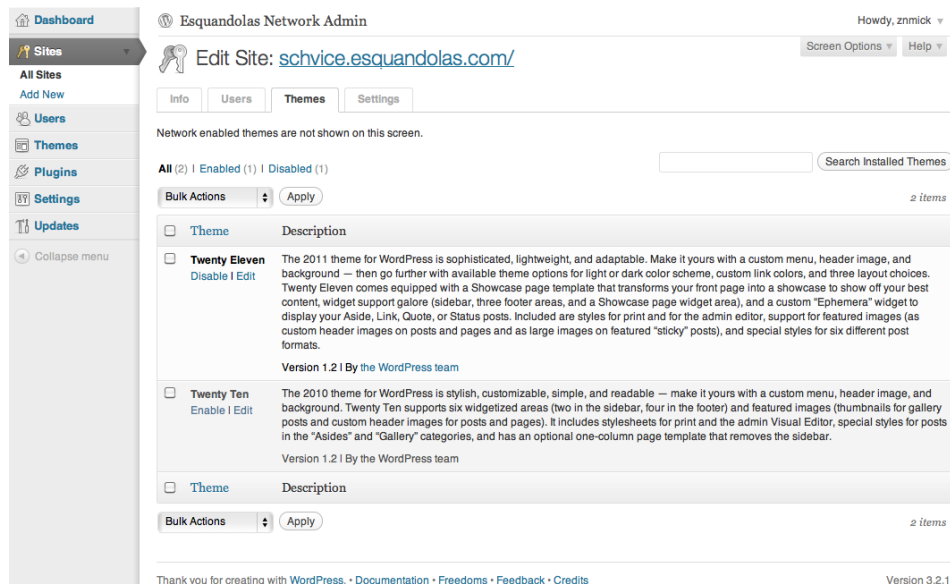 Dashboard
Sites
All Sites
Add New
Users
Themes
Plugins
Settings
Updates
Collapse menu
Esquandolas Network Admin
Howdy, znmick
Screen Options
Help
Edit Site: schvice.esquandolas.com/
Info
Users
Themes
Settings
Network enabled themes are not shown on this screen.
All (2) | Enabled (1) | Disabled (1)
Search Installed Themes
Bulk Actions
Apply
2 items
Theme
Description
Twenty Eleven
Disable | Edit
The 2011 theme for WordPress is sophisticated, lightweight, and adaptable. Make it yours with a custom menu, header image, and
background — then go further with available theme options for light or dark color scheme, custom link colors, and three layout choices.
Twenty Eleven comes equipped with a Showcase page template that transforms your front page into a showcase to show off your best
content, widget support galore (sidebar, three footer areas, and a Showcase page widget area), and a custom “Ephemera” widget to
display your Aside, Link, Quote, or Status posts. Included are styles for print and for the admin editor, support for featured images (as
custom header images on posts and pages and as large images on featured “sticky” posts), and special styles for six different post
formats.
Version 1.2 | By the WordPress team
Twenty Ten
Enable | Edit
The 2010 theme for WordPress is stylish, customizable, simple, and readable — make it yours with a custom menu, header image, and
background. Twenty Ten supports six widgetized areas (two in the sidebar, four in the footer) and featured images (thumbnails for gallery
posts and custom header images for posts and pages). It includes stylesheets for print and the admin Visual Editor, special styles for posts
in the “Asides” and “Gallery” categories, and has an optional one-column page template that removes the sidebar.
Version 1.2 | By the WordPress team
Theme
Description
Bulk Actions
Apply
2 items
Thank you for creating with WordPress. • Documentation • Freedoms • Feedback • Credits
Version 3.2.1